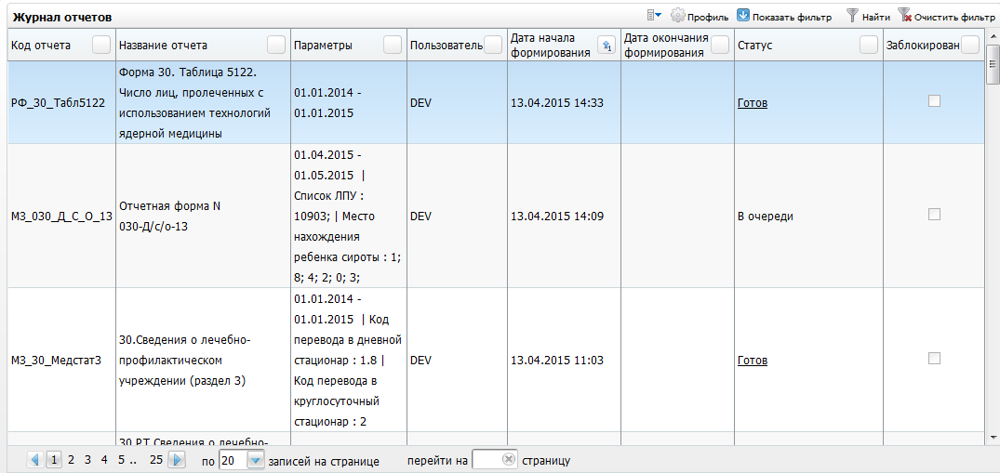 Журнал отчетов
Профиль
Показать фильтр
Найти
Очистить фильтр
Код отчета
Название отчета
Параметры
Пользователь
Дата начала
формирования
1
Дата окончания
формирования
Статус
Заблокирован
РФ_30_Табл5122
Форма 30. Таблица 5122.
Число лиц, пролеченных с
использованием технологий
ядерной медицины
01.01.2014 -
01.01.2015
DEV
13.04.2015 14:33
Готов
МЗ_030_Д_С_О_13
Отчетная форма N
030-Д/с/о-13
01.04.2015 -
01.05.2015 |
Список ЛПУ :
10903; | Место
нахождения
ребенка сироты : 1;
8; 4; 2; 0; 3;
DEV
13.04.2015 14:09
В очереди
МЗ_30_Медстат3
30.Сведения о лечебно-
профилактическом
учреждении (раздел 3)
01.01.2014 -
01.01.2015 | Код
перевода в дневной
стационар : 1.8 |
Код перевода в
круглосуточный
стационар : 2
DEV
13.04.2015 11:03
Готов
30.РТ Сведения о лечебно-
1 2 3 4 5 .. 25
по 20 записей на странице
перейти на страницу